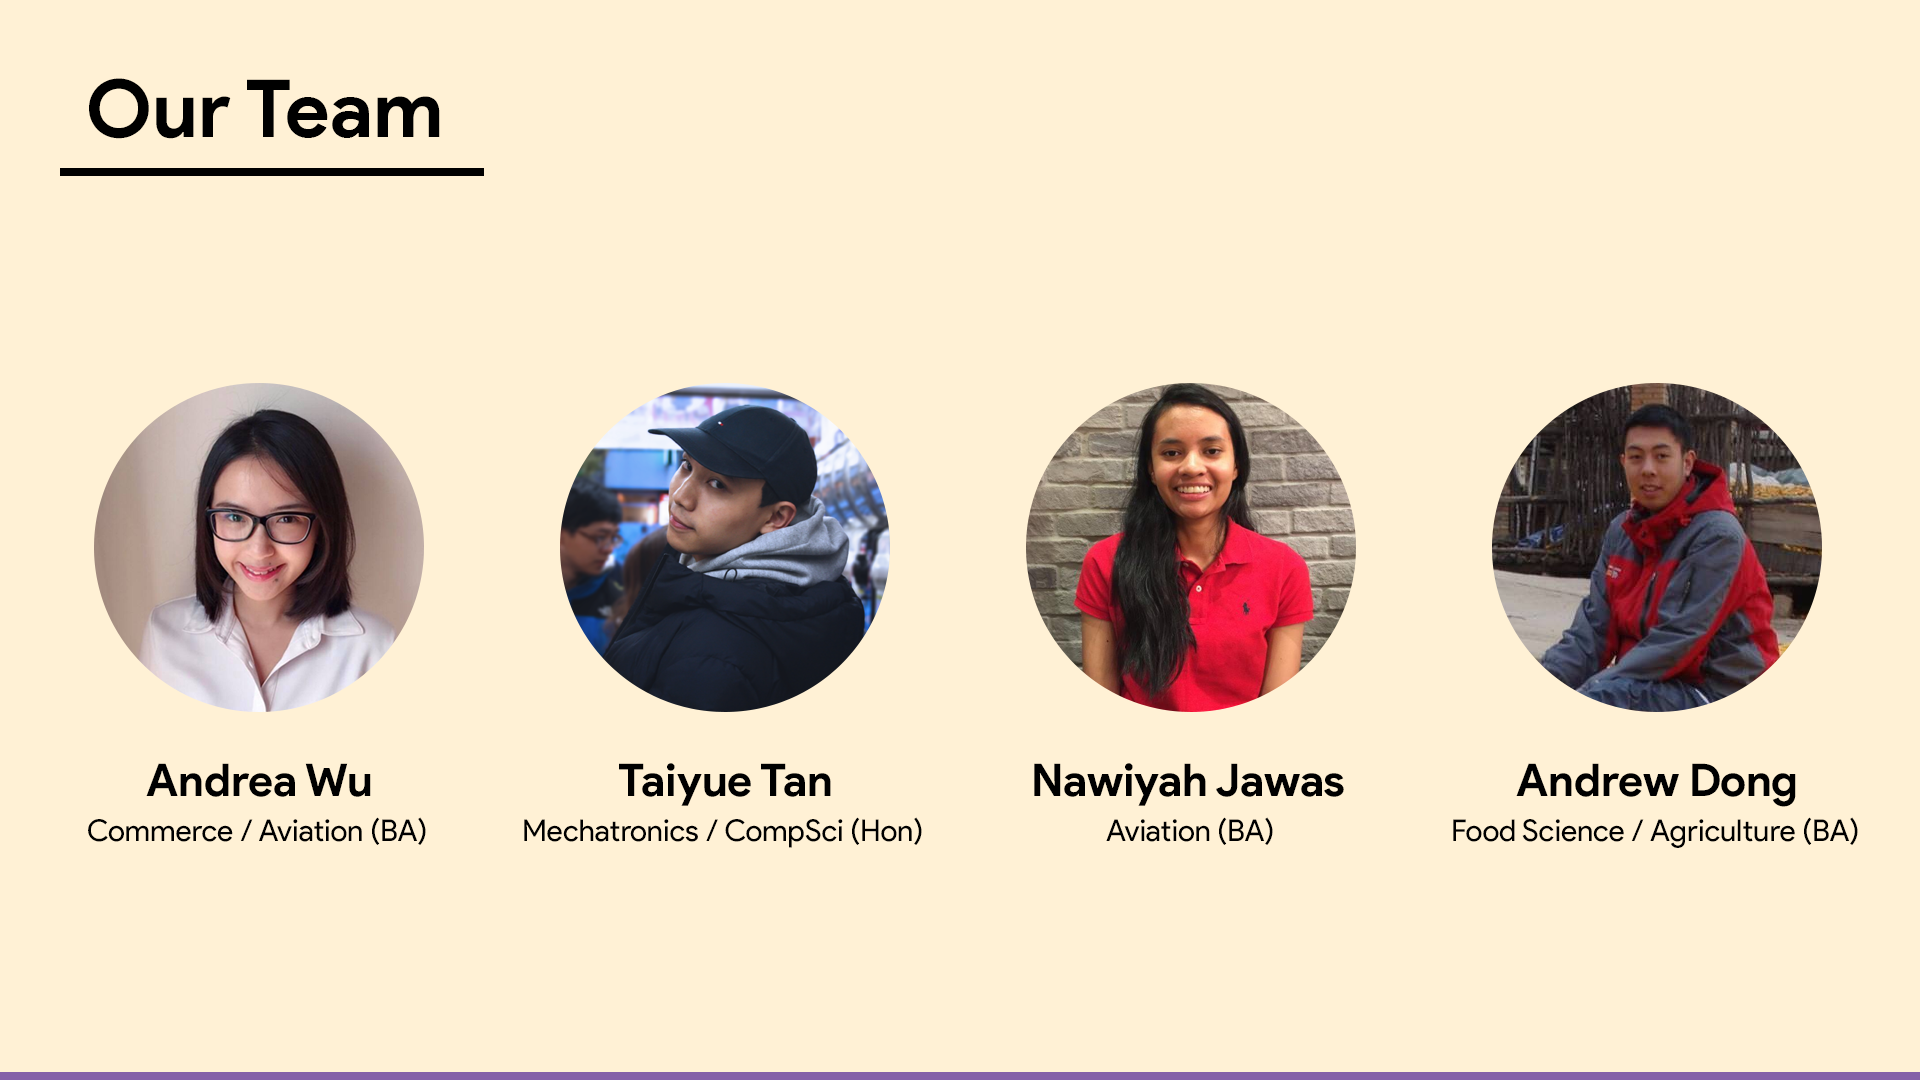 Our Team
Andrea Wu
Commerce / Aviation (BA)
Taiyue Tan
Mechatronics / CompSci (Hon)
Nawiyah Jawas
Aviation (BA)
Andrew Dong
Food Science / Agriculture (BA)